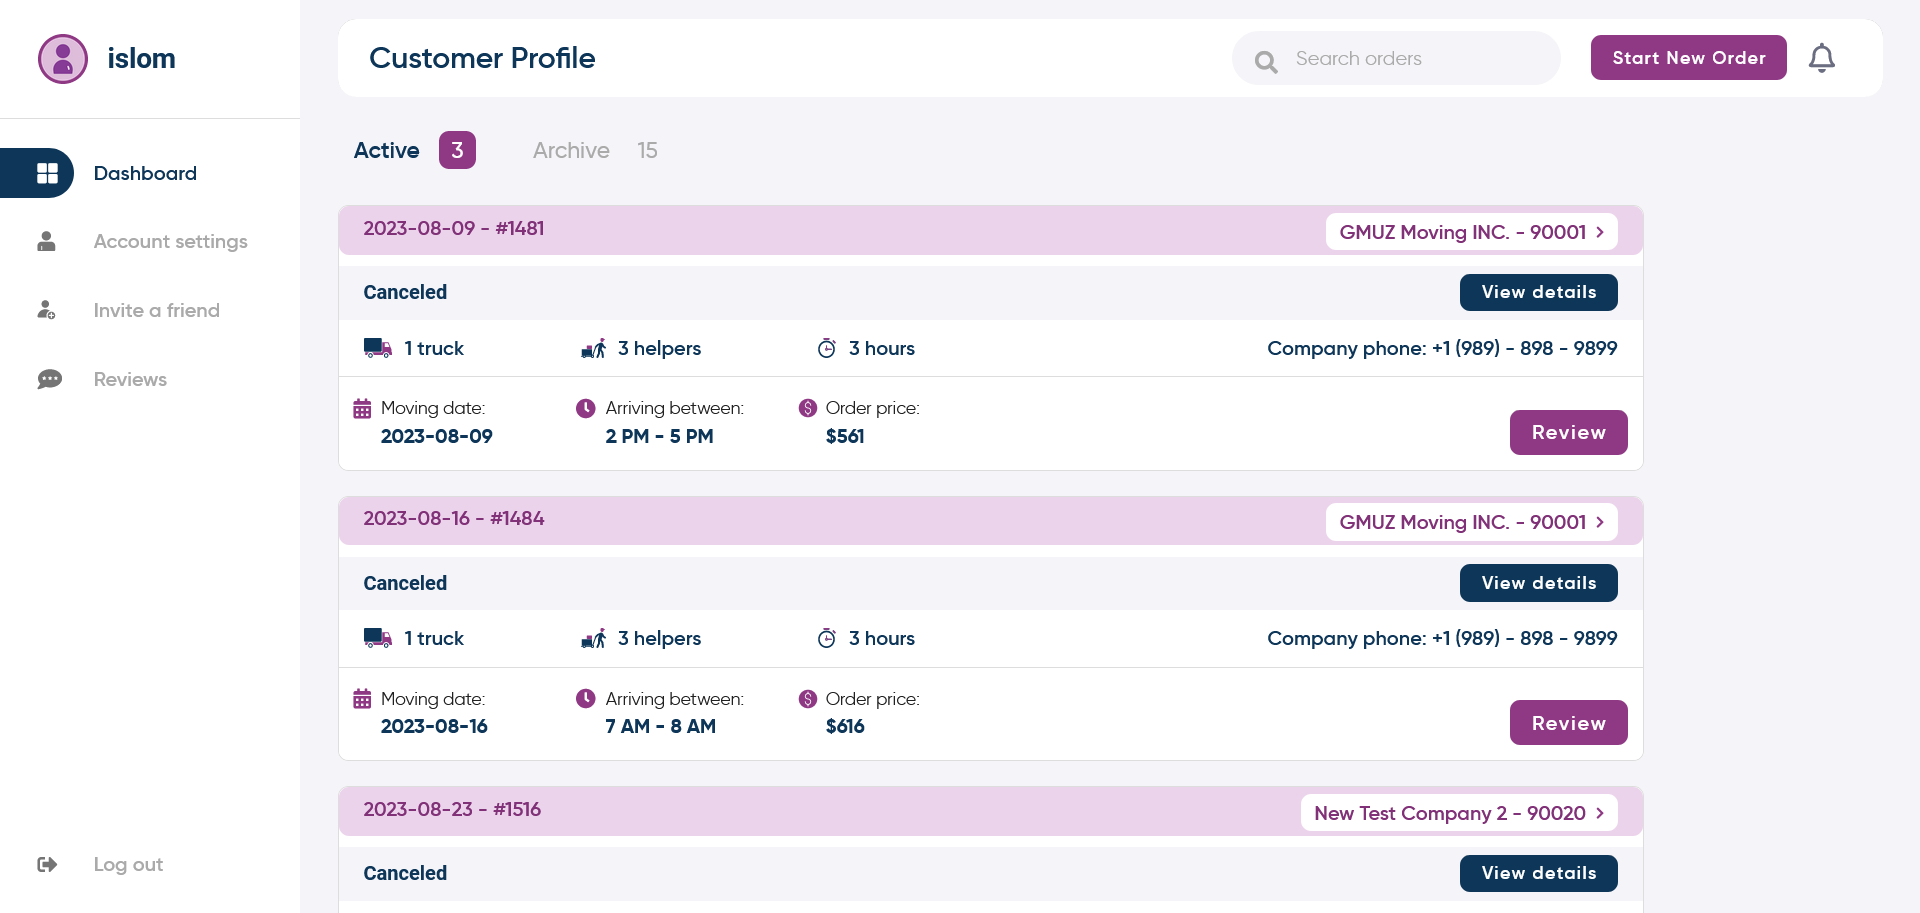 islom
Customer Profile
Search orders
Start New Order
Active 3 Archive 15
Dashboard
Account settings
Invite a friend
Reviews
Log out
2023-08-09 - #1481
GMUZ Moving INC. - 90001
Canceled
View details
1 truck
3 helpers
3 hours
Company phone: +1 (989) - 898 - 9899
Moving date:
2023-08-09
Arriving between:
2 PM - 5 PM
Order price:
$561
Review
2023-08-16 - #1484
GMUZ Moving INC. - 90001
Canceled
View details
1 truck
3 helpers
3 hours
Company phone: +1 (989) - 898 - 9899
Moving date:
2023-08-16
Arriving between:
7 AM - 8 AM
Order price:
$616
Review
2023-08-23 - #1516
New Test Company 2 - 90020
Canceled
View details